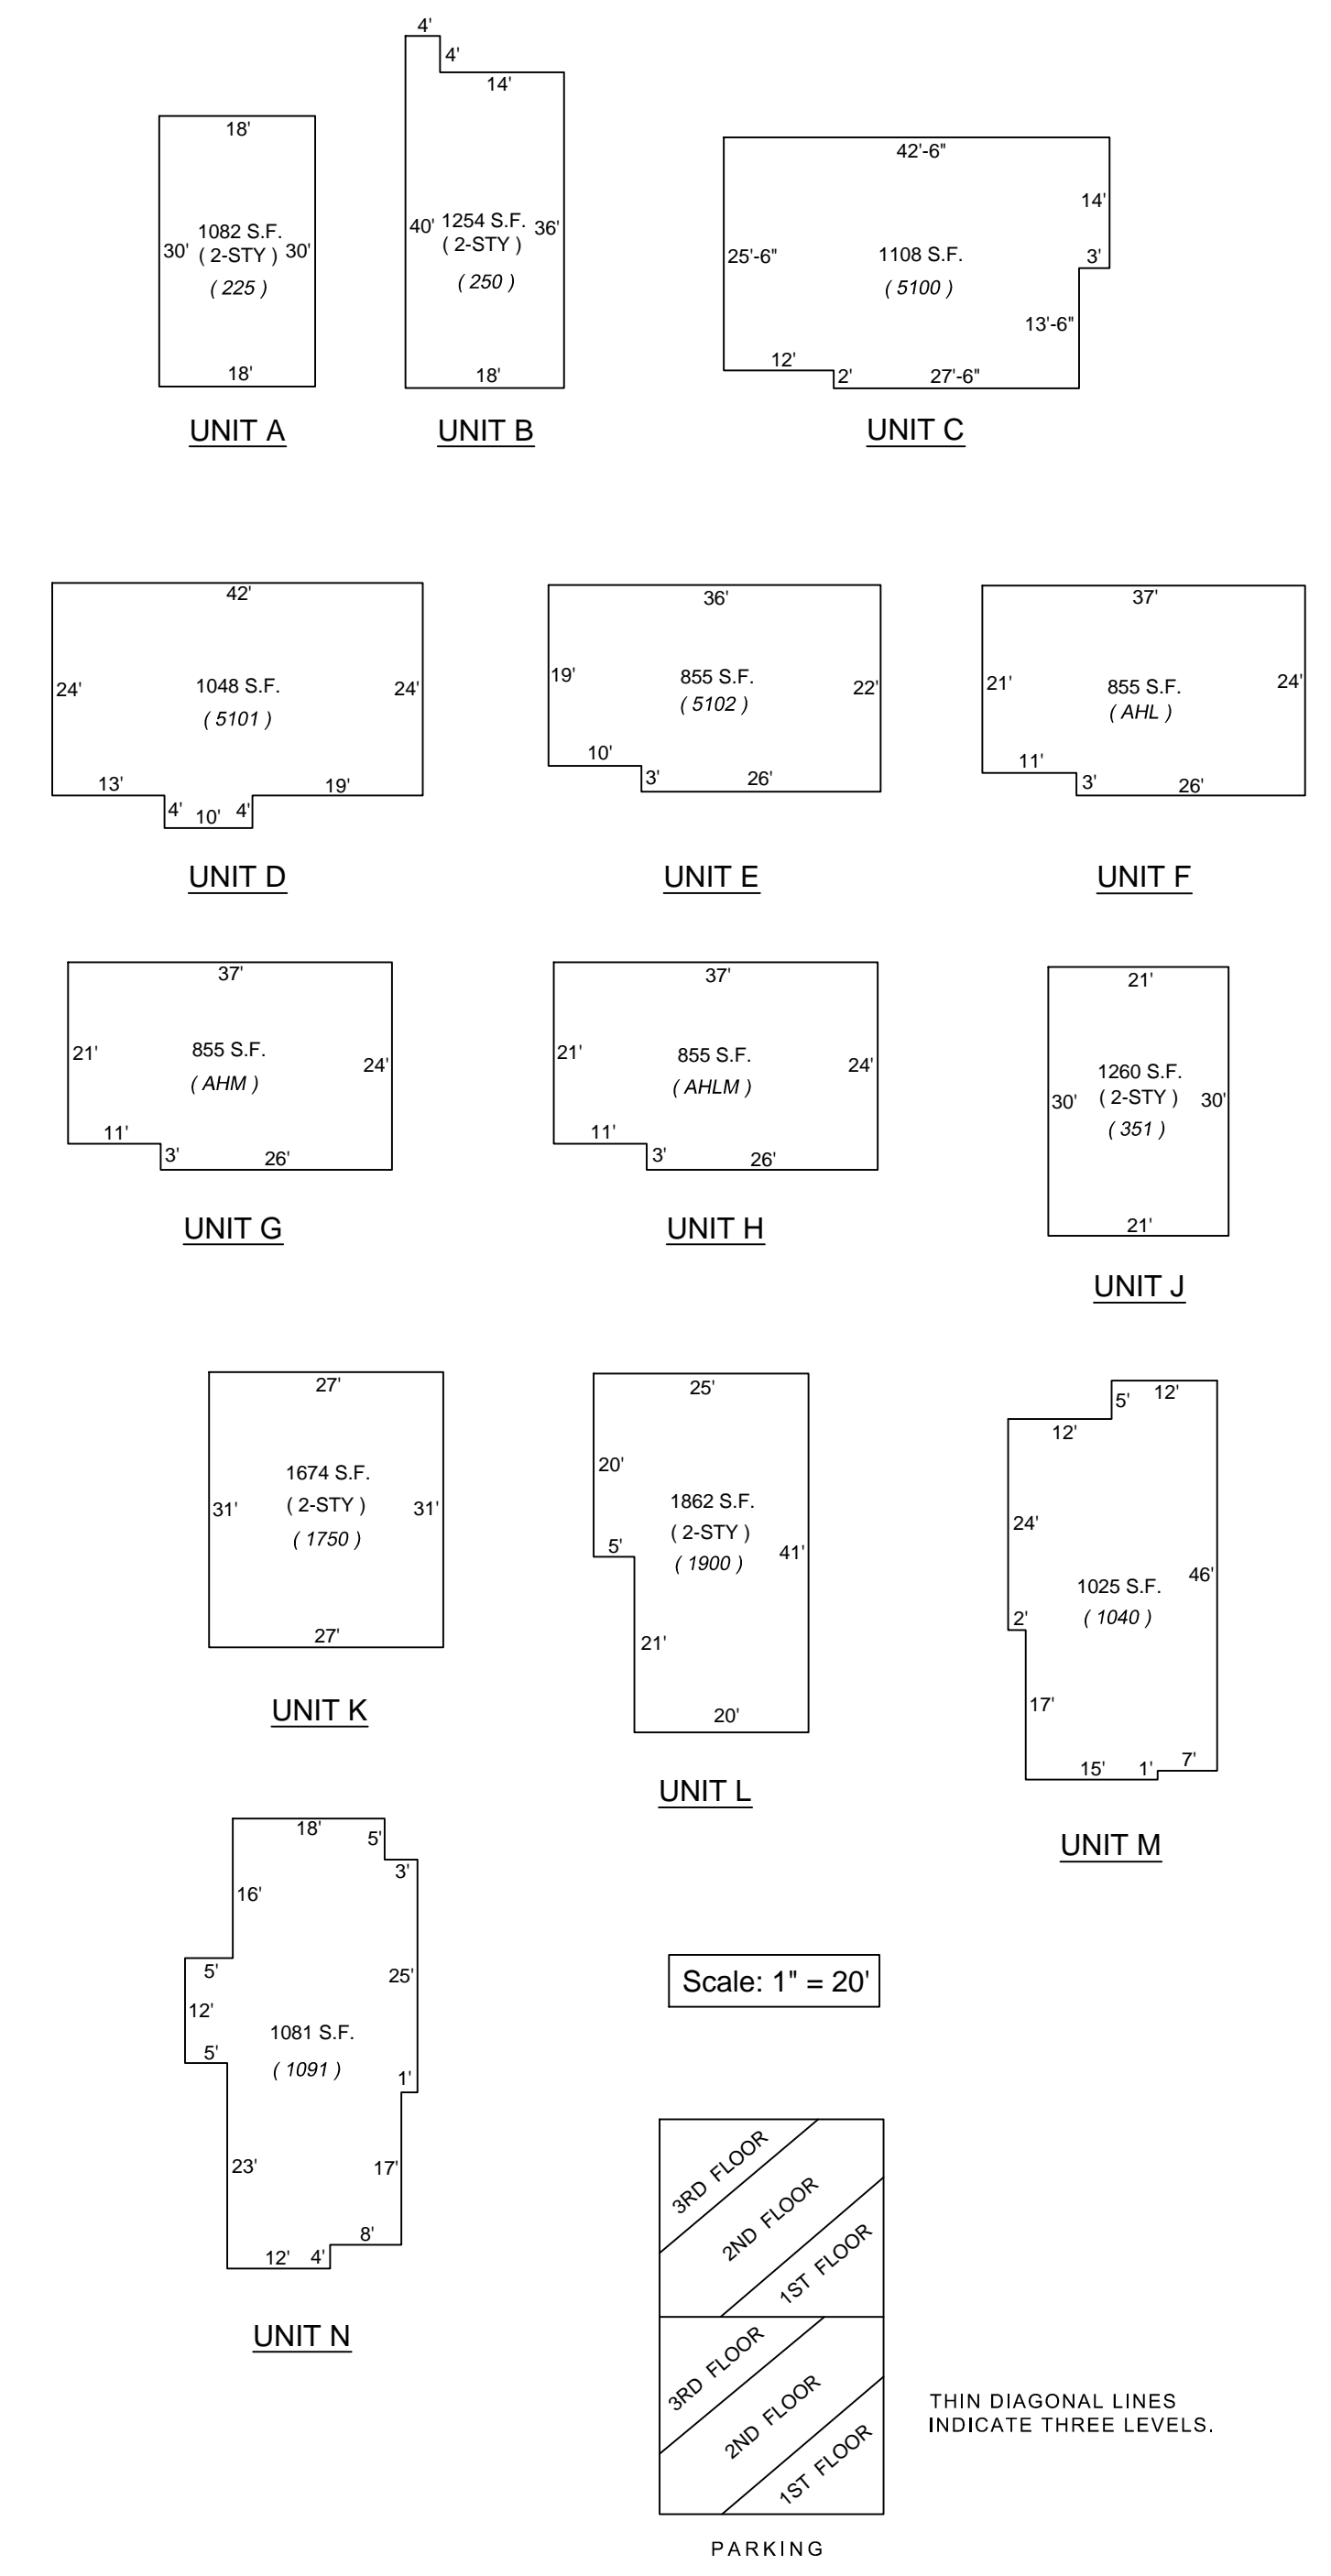 4'
4'
14'
40'
1254 S.F.
36'
( 2-STY )
( 250 )
18'
UNIT B
18'
1082 S.F.
30'
( 2-STY )
30'
( 225 )
18'
UNIT A
42'-6"
14'
25'-6"
1108 S.F.
3'
( 5100 )
13'-6"
12'
2'
27'-6"
UNIT C
42'
24'
1048 S.F.
24'
( 5101 )
13'
19'
4'
10'
4'
UNIT D
36'
19'
855 S.F.
22'
( 5102 )
10'
3'
26'
UNIT E
37'
21'
855 S.F.
24'
( AHL )
11'
3'
26'
UNIT F
37'
21'
855 S.F.
24'
( AHM )
11'
3'
26'
UNIT G
37'
21'
855 S.F.
24'
( AHLM )
11'
3'
26'
UNIT H
21'
1260 S.F.
30'
( 2-STY )
30'
( 351 )
21'
UNIT J
27'
1674 S.F.
31'
( 2-STY )
31'
( 1750 )
27'
UNIT K
25'
20'
1862 S.F.
( 2-STY )
41'
5'
( 1900 )
21'
20'
UNIT L
5'
12'
12'
24'
46'
1025 S.F.
2'
( 1040 )
17'
15'
1'
7'
UNIT M
18'
5'
3'
16'
5'
25'
12'
1081 S.F.
5'
( 1091 )
1'
23'
17'
8'
12'
4'
UNIT N
Scale: 1" = 20'
3RD FLOOR
2ND FLOOR
1ST FLOOR
3RD FLOOR
2ND FLOOR
1ST FLOOR
PARKING
THIN DIAGONAL LINES
INDICATE THREE LEVELS.